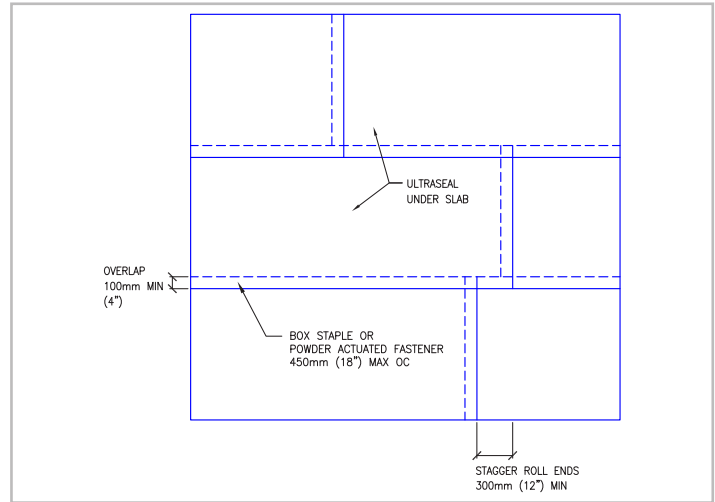 ULTRASEAL
UNDER SLAB
OVERLAP
100mm MIN
(4")
BOX STAPLE OR
POWDER ACTUATED FASTENER
450mm (18") MAX OC
STAGGER ROLL ENDS
300mm (12") MIN